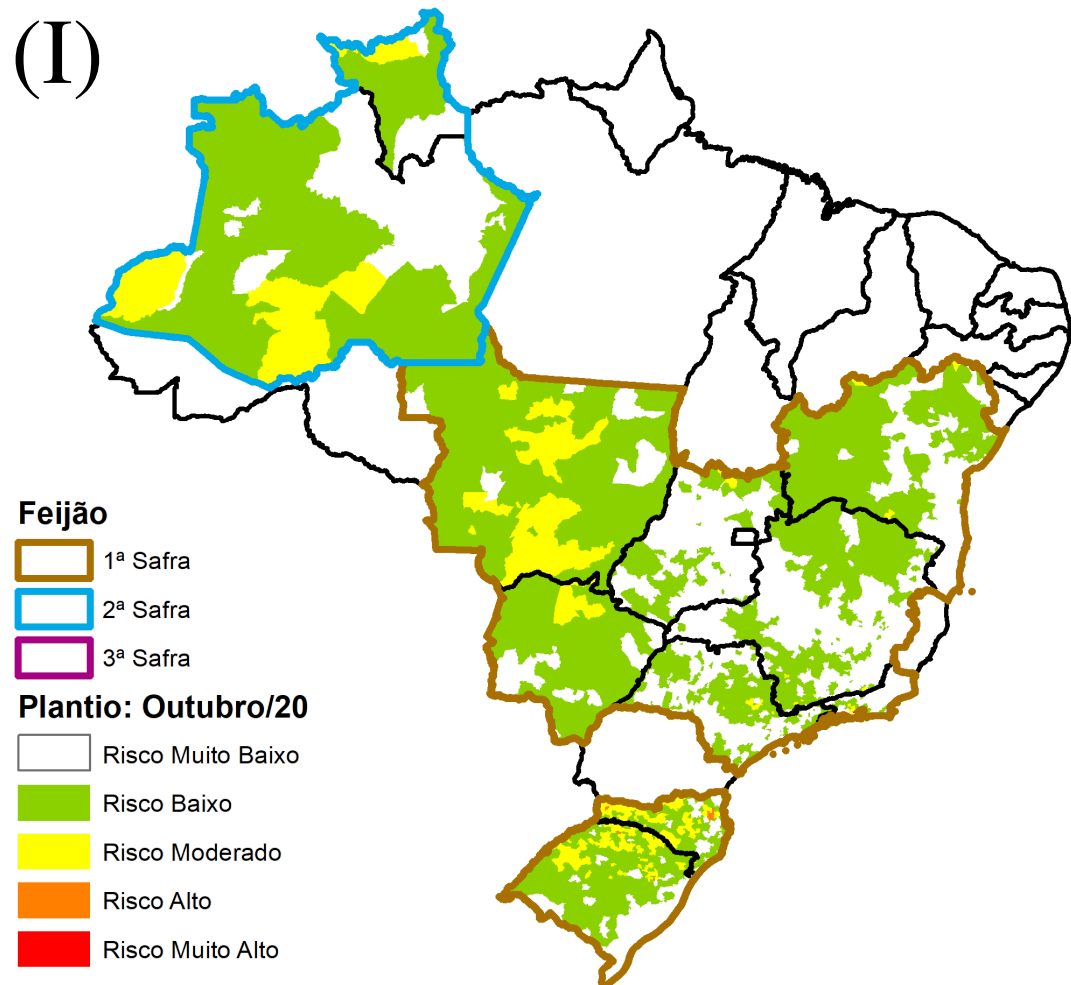 (I)
Feijão
1ª Safra
2ª Safra
3ª Safra
Plantio: Outubro/20
Risco Muito Baixo
Risco Baixo
Risco Moderado
Risco Alto
Risco Muito Alto